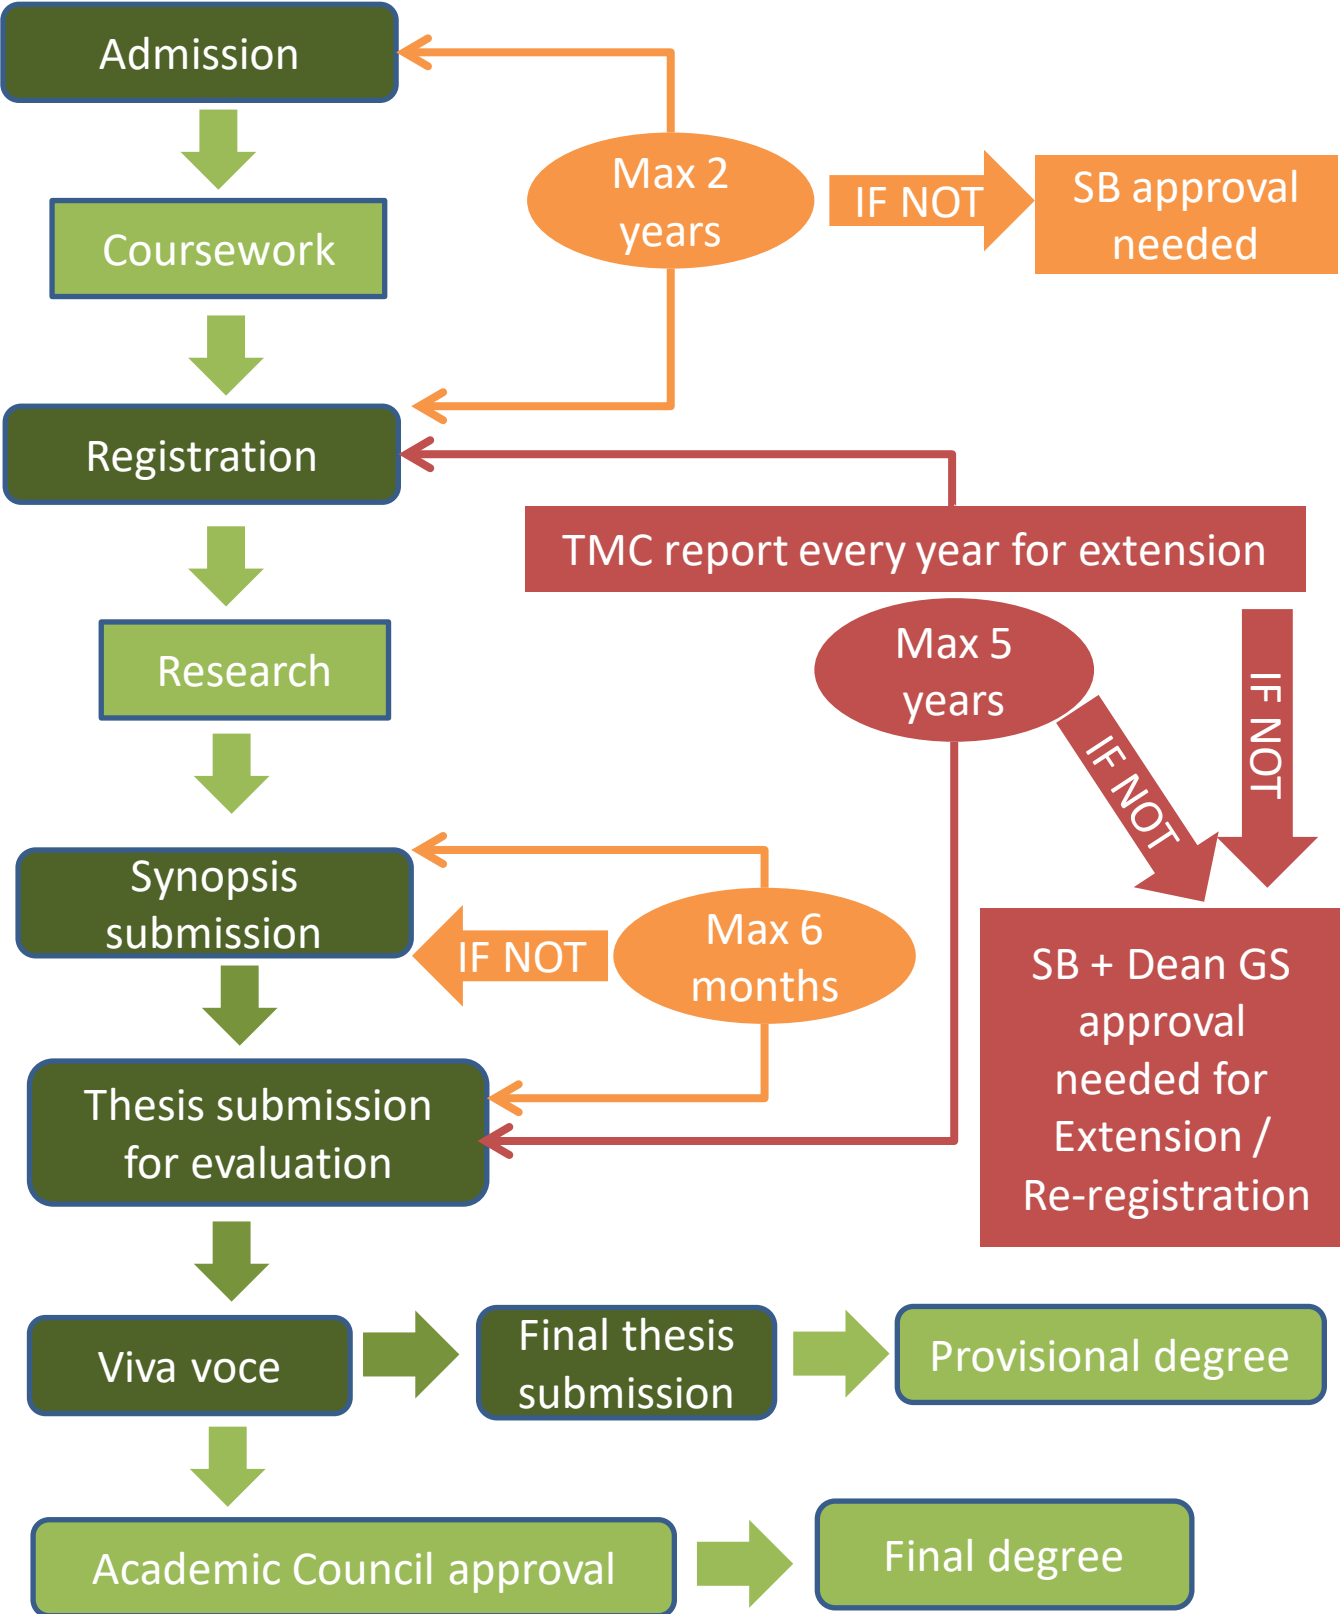 Admission
Max 2
years
IF NOT
SB approval
needed
Coursework
Registration
TMC report every year for extension
Research
Max 5
years
IF NOT
IF NOT
Synopsis
submission
IF NOT
Max 6
months
SB + Dean GS
approval
needed for
Extension /
Re-registration
Thesis submission
for evaluation
Viva voce
Final thesis
submission
Provisional degree
Academic Council approval
Final degree